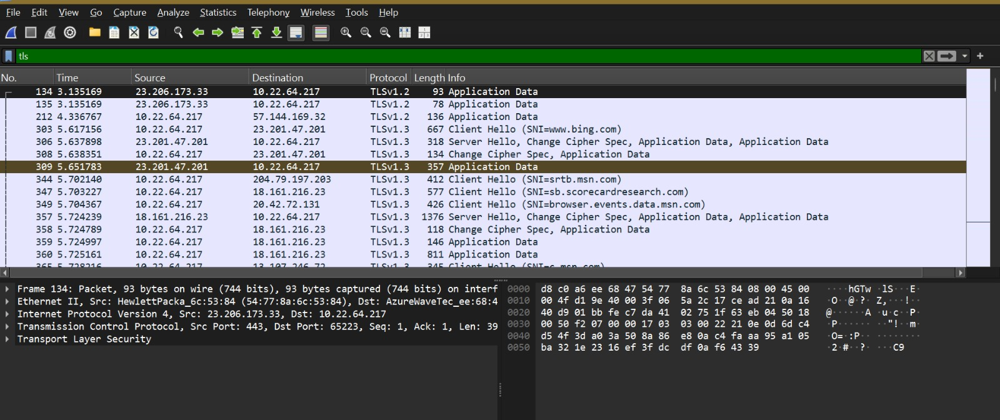 File Edit View Go Capture Analyze Statistics Telephony Wireless Tools Help
tls
No. Time Source Destination Protocol Length Info
134 3.135169 23.206.173.33 10.22.64.217 TLSv1.2 93 Application Data
135 3.135169 23.206.173.33 10.22.64.217 TLSv1.2 78 Application Data
212 4.336767 10.22.64.217 57.144.169.32 TLSv1.2 136 Application Data
303 5.617156 10.22.64.217 23.201.47.201 TLSv1.3 667 Client Hello (SNI=www.bing.com)
306 5.637898 23.201.47.201 10.22.64.217 TLSv1.3 318 Server Hello, Change Cipher Spec, Application Data, Application Data
308 5.638351 10.22.64.217 23.201.47.201 TLSv1.3 134 Change Cipher Spec, Application Data
309 5.651783 23.201.47.201 10.22.64.217 TLSv1.3 357 Application Data
344 5.702140 10.22.64.217 204.79.197.203 TLSv1.3 412 Client Hello (SNI=srtb.msn.com)
347 5.703227 10.22.64.217 18.161.216.23 TLSv1.3 577 Client Hello (SNI=sb.scorecardresearch.com)
349 5.704367 10.22.64.217 20.42.72.131 TLSv1.3 426 Client Hello (SNI=browser.events.data.msn.com)
357 5.724239 18.161.216.23 10.22.64.217 TLSv1.3 1376 Server Hello, Change Cipher Spec, Application Data, Application Data
358 5.724789 10.22.64.217 18.161.216.23 TLSv1.3 118 Change Cipher Spec, Application Data
359 5.724997 10.22.64.217 18.161.216.23 TLSv1.3 146 Application Data
360 5.725161 10.22.64.217 18.161.216.23 TLSv1.3 811 Application Data
365 5.728216 10.22.64.217 13.107.246.72 TLSv1.3 345 Client Hello (SNI=c.msn.com)
Frame 134: Packet, 93 bytes on wire (744 bits), 93 bytes captured (744 bits) on interf
Ethernet II, Src: HewlettPacka_6c:53:84 (54:77:8a:6c:53:84), Dst: AzureWaveTec_ee:68:4
Internet Protocol Version 4, Src: 23.206.173.33, Dst: 10.22.64.217
Transmission Control Protocol, Src Port: 443, Dst Port: 65223, Seq: 1, Ack: 1, Len: 39
Transport Layer Security
0000 d8 c0 a6 ee 68 47 54 77 8a 6c 53 84 08 00 45 00 ····hGTw ·lS···E·
0010 00 4f d1 9e 40 00 3f 06 5a 2c 17 ce ad 21 0a 16 ·O··@·?· Z,···!··
0020 40 d9 01 bb fe c7 da 41 02 75 1f 63 eb 04 50 18 @······A ·u·c··P·
0030 00 50 f2 07 00 00 17 03 03 00 22 21 0e 0d 6d c4 ·P······ ··"!··m·
0040 d5 4f 3d a0 3a 50 8a 86 e8 0a c4 fa aa 95 a1 05 ·O=·:P·· ········
0050 ba 32 1e 23 16 ef 3f dc df 0a f6 43 39 ·2·#··?· ···C9